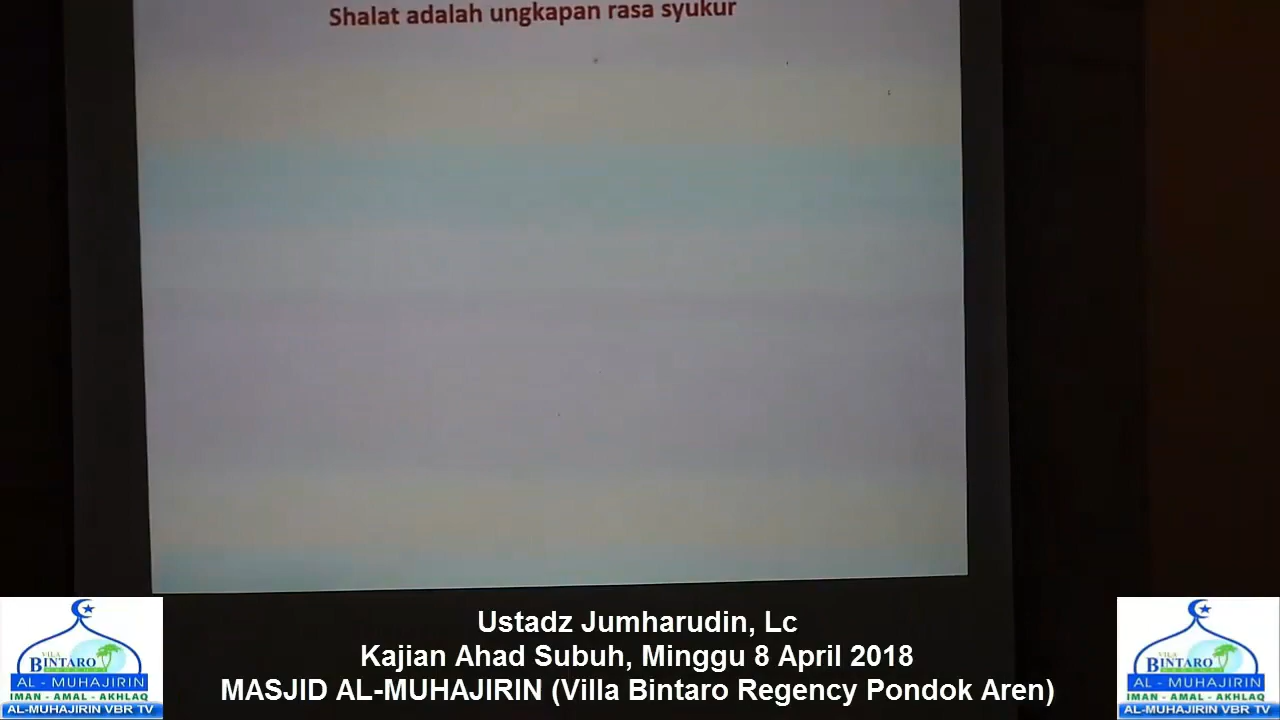 Shalat adalah ungkapan rasa syukur
Ustadz Jumharudin, Lc
Kajian Ahad Subuh, Minggu 8 April 2018
MASJID AL-MUHAJIRIN (Villa Bintaro Regency Pondok Aren)
VILA
BINTARO
AL - MUHAJIRIN
IMAN - AMAL - AKHLAQ
AL-MUHAJIRIN VBR TV
VILA
BINTARO
AL - MUHAJIRIN
IMAN - AMAL - AKHLAQ
AL-MUHAJIRIN VBR TV